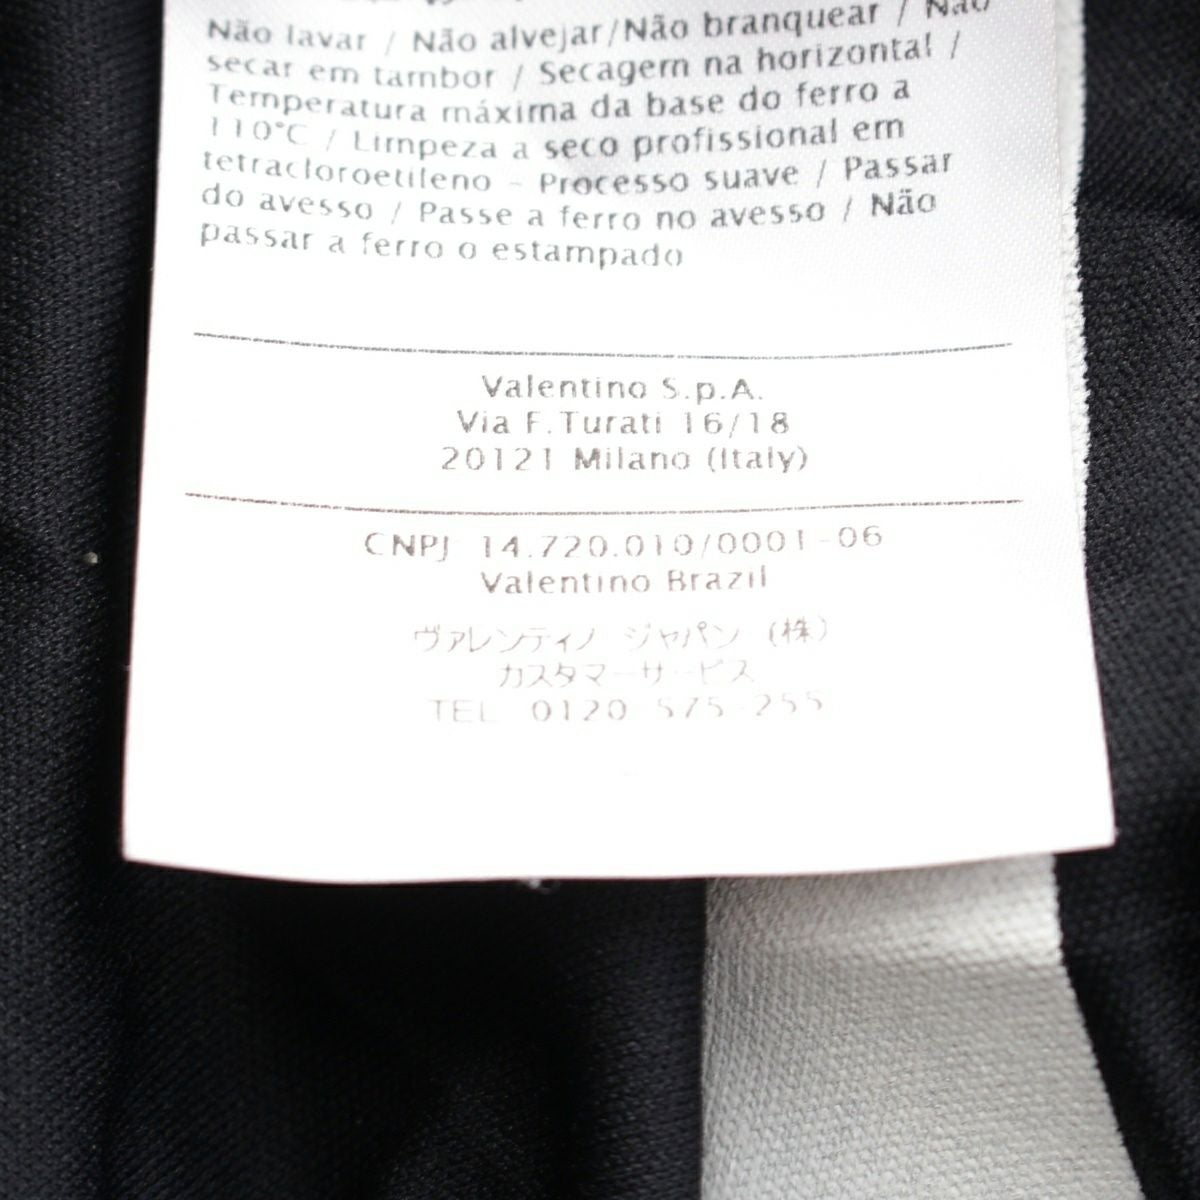 Não lavar / Não alvejar/Não branquear / Não
secar em tambor / Secagem na horizontal /
Temperatura máxima da base do ferro a
110°C / Limpeza a seco profissional em
tetracloroetileno - Processo suave / Passar
do avesso / Passe a ferro no avesso / Não
passar a ferro o estampado
Valentino S.p.A.
Via F.Turati 16/18
20121 Milano (Italy)
CNPJ 14.720.010/0001-06
Valentino Brazil
ヴァレンティノ ジャパン (株)
カスタマーサービス
TEL 0120 575-255